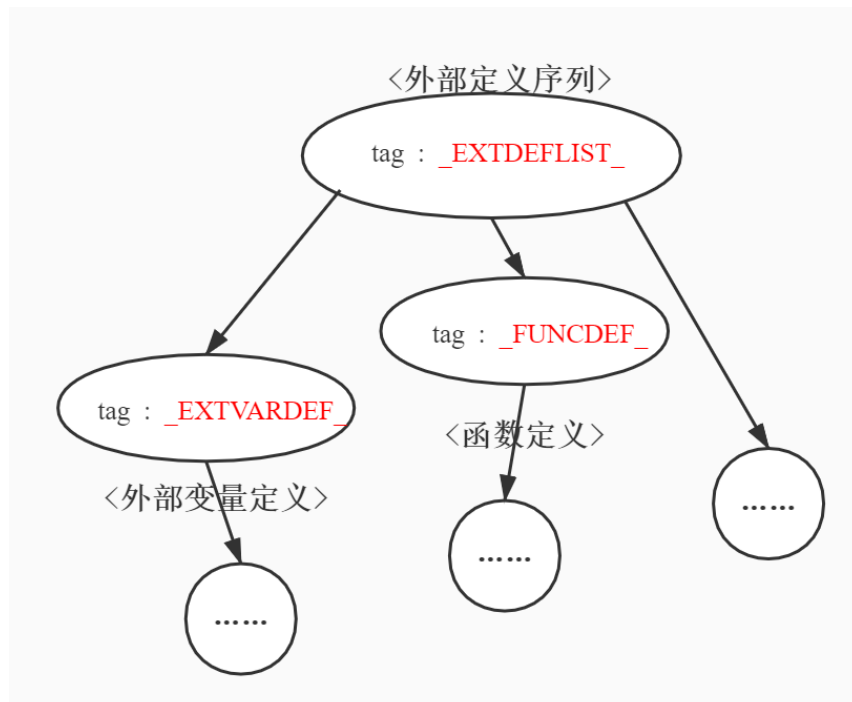 <外部定义序列>
tag : _EXTDEFLIST_
tag : _FUNCDEF_
tag : _EXTVARDEF_
<函数定义>
<外部变量定义>
……
……
……